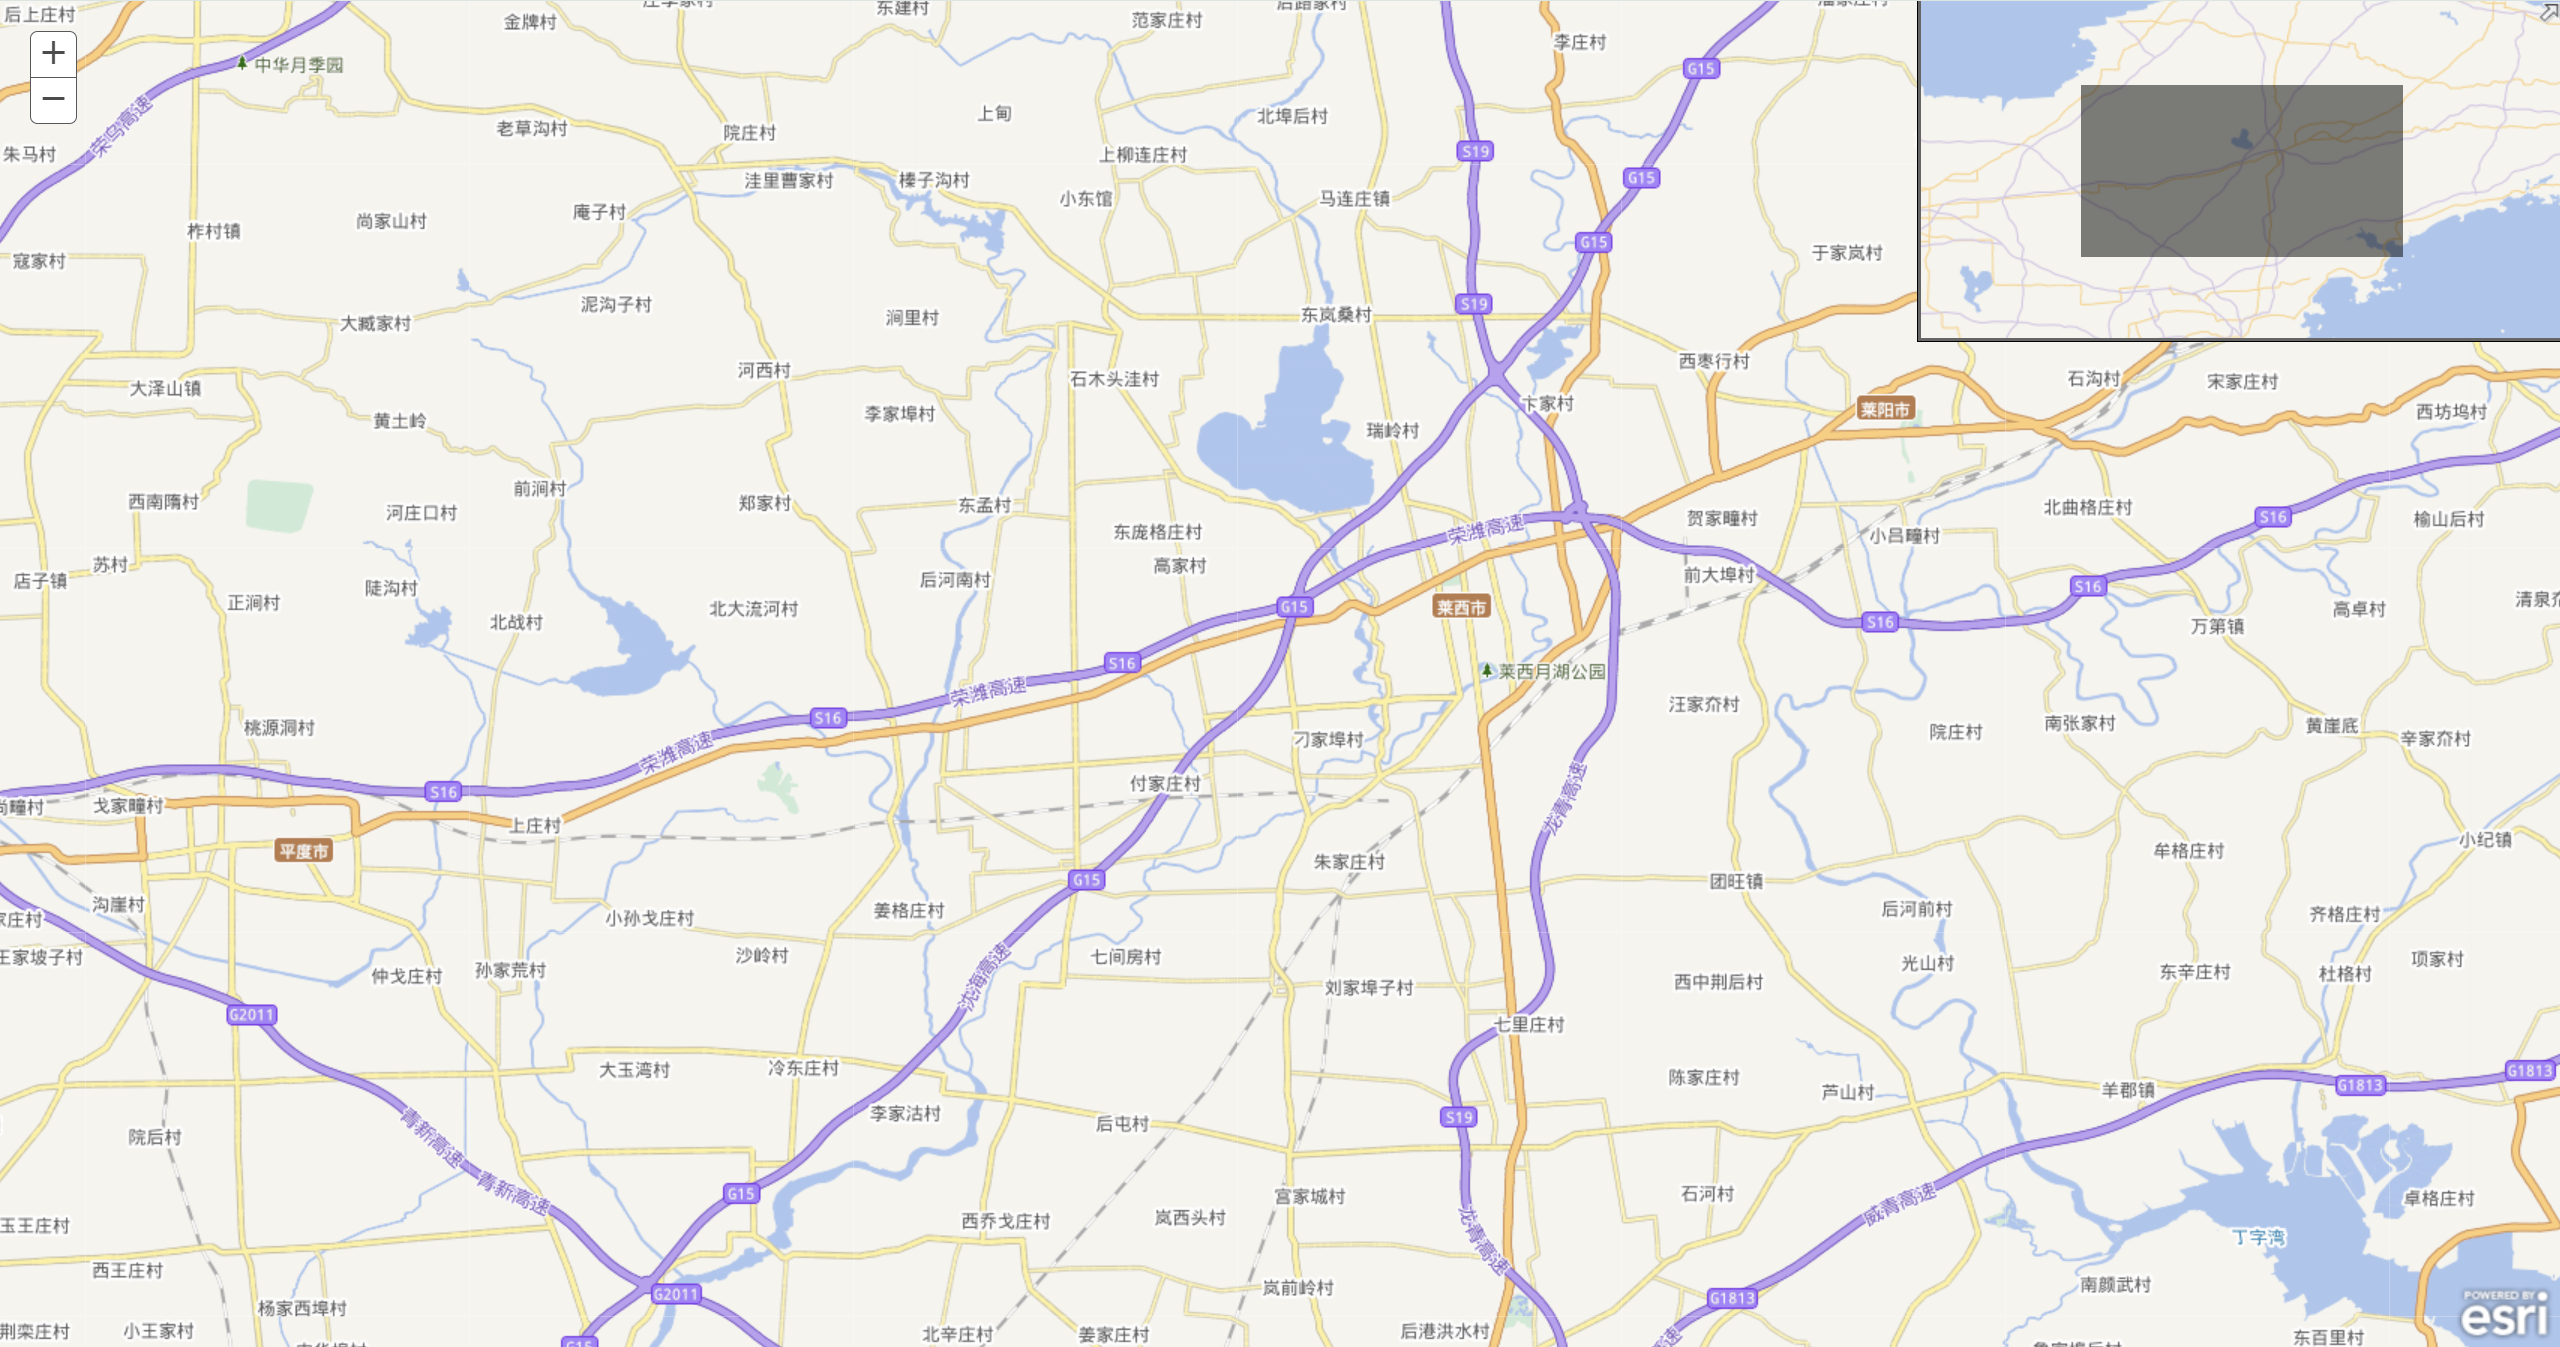 后上庄村
金牌村
东建村
范家庄村
李庄村
G15
中华月季园
荣乌高速
朱马村
老草沟村
院庄村
上甸
北埠后村
上柳连庄村
S19
洼里曹家村
榛子沟村
小东馆
马连庄镇
G15
柞村镇
尚家山村
庵子村
G15
于家岚村
寇家村
泥沟子村
涧里村
东岚桑村
S19
大臧家村
河西村
石木头洼村
西枣行村
石沟村
宋家庄村
大泽山镇
黄土岭
李家埠村
瑞岭村
卞家村
莱阳市
西坊坞村
西南隋村
河庄口村
前涧村
郑家村
东孟村
东庞格庄村
荣潍高速
贺家疃村
北曲格庄村
S16
榆山后村
小吕疃村
店子镇
苏村
陡沟村
后河南村
高家村
前大埠村
S16
正涧村
北战村
北大流河村
G15
莱西市
S16
万第镇
高卓村
S16
荣潍高速
莱西月湖公园
汪家夼村
桃源洞村
S16
荣潍高速
刁家埠村
院庄村
南张家村
黄崖底
辛家夼村
S16
付家庄村
龙青高速
戈家疃村
上庄村
平度市
朱家庄村
G15
团旺镇
牟格庄村
小纪镇
沟崖村
小孙戈庄村
姜格庄村
后河前村
齐格庄村
王家坡子村
仲戈庄村
孙家荒村
沙岭村
沈海高速
七间房村
刘家埠子村
西中荆后村
光山村
东辛庄村
杜格村
项家村
G2011
七里庄村
大玉湾村
冷东庄村
陈家庄村
芦山村
羊郡镇
G1813
G1813
青新高速
院后村
李家沽村
后屯村
S19
青新高速
G15
宫家城村
石河村
威青高速
卓格庄村
玉王庄村
西乔戈庄村
岚西头村
龙青高速
丁字湾
西王庄村
G2011
岚前岭村
G1813
南颜武村
杨家西埠村
荆栾庄村
小王家村
G15
北辛庄村
姜家庄村
后港洪水村
东百里村
POWERED BY
esri